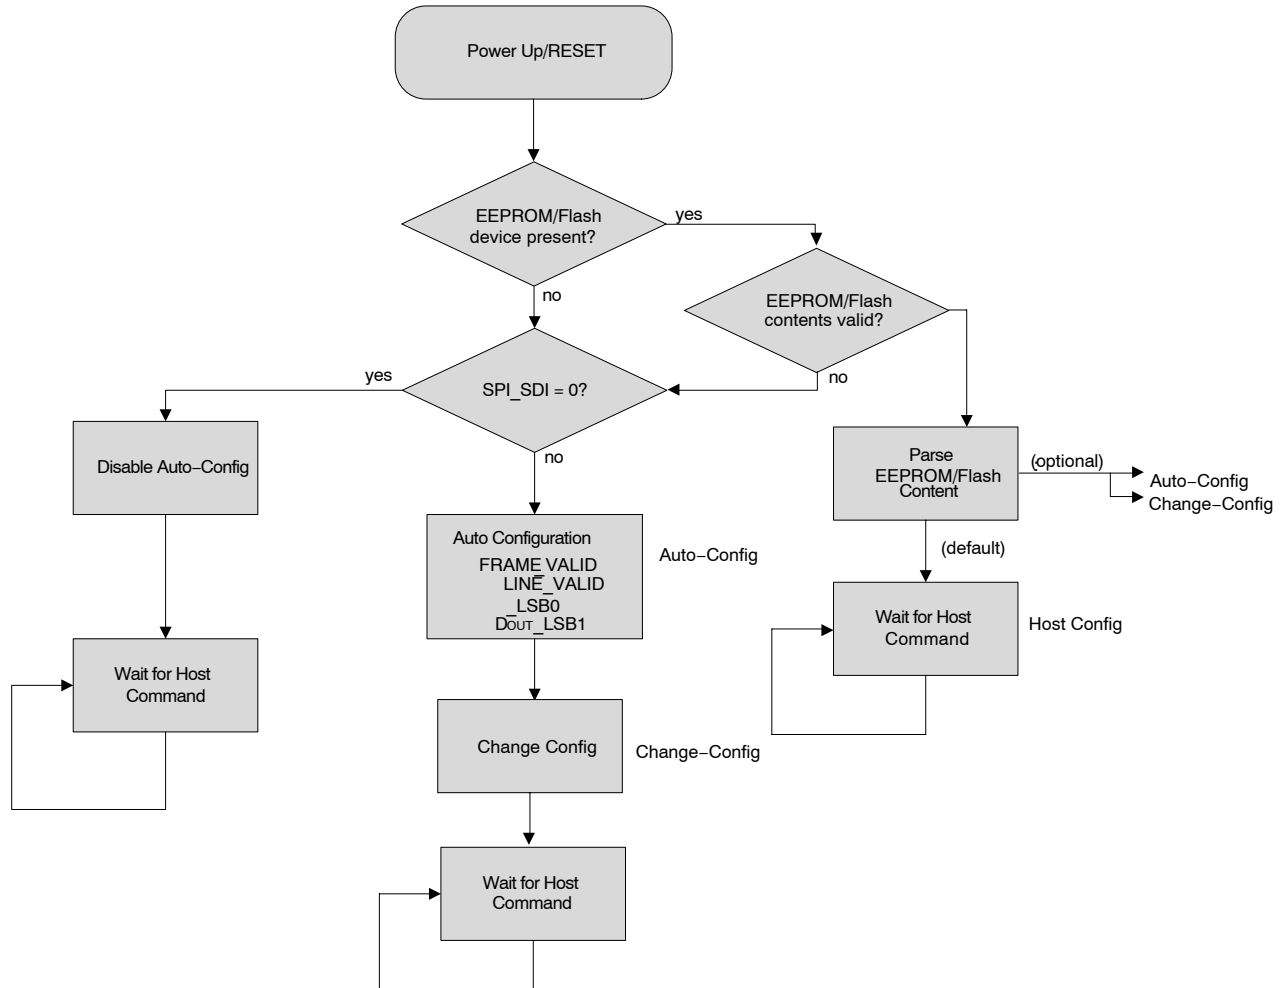 Power Up/RESET
EEPROM/Flash
device present?
yes
no
EEPROM/Flash
contents valid?
no
SPI_SDI = 0?
yes
no
Disable Auto−Config
Wait for Host
Command
Auto Configuration
FRAME_VALID
LINE_VALID
_LSB0
DOUT_LSB1
Auto−Config
Change Config
Change−Config
Wait for Host
Command
Parse
EEPROM/Flash
Content
(optional)
Auto−Config
Change−Config
(default)
Wait for Host
Command
Host Config